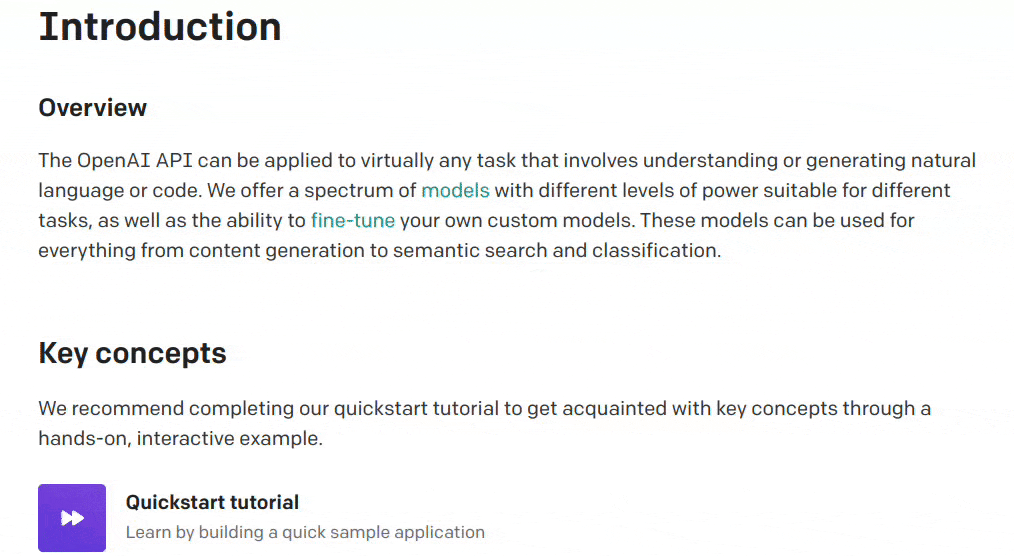 Introduction
Overview
The OpenAI API can be applied to virtually any task that involves understanding or generating natural
language or code. We offer a spectrum of models with different levels of power suitable for different
tasks, as well as the ability to fine-tune your own custom models. These models can be used for
everything from content generation to semantic search and classification.
Key concepts
We recommend completing our quickstart tutorial to get acquainted with key concepts through a
hands-on, interactive example.
Quickstart tutorial
Learn by building a quick sample application